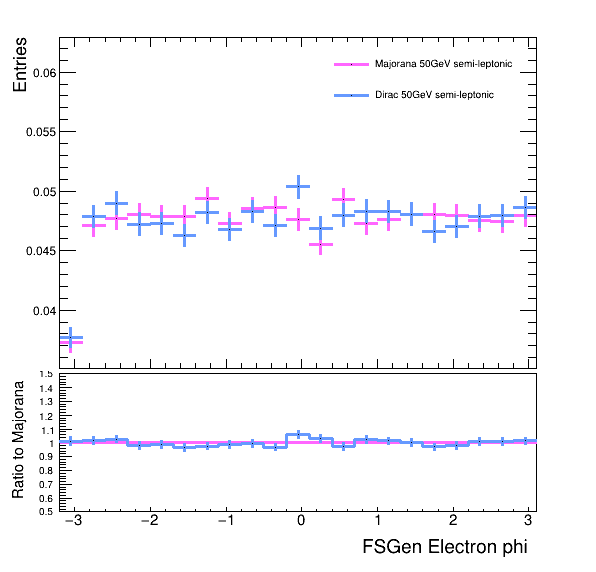 Entries
0.06
0.055
0.05
0.045
0.04
Majorana 50GeV semi-leptonic
Dirac 50GeV semi-leptonic
Ratio to Majorana
1.5
1.4
1.3
1.2
1.1
1
0.9
0.8
0.7
0.6
0.5
−3 −2 −1 0 1 2 3
FSGen Electron phi